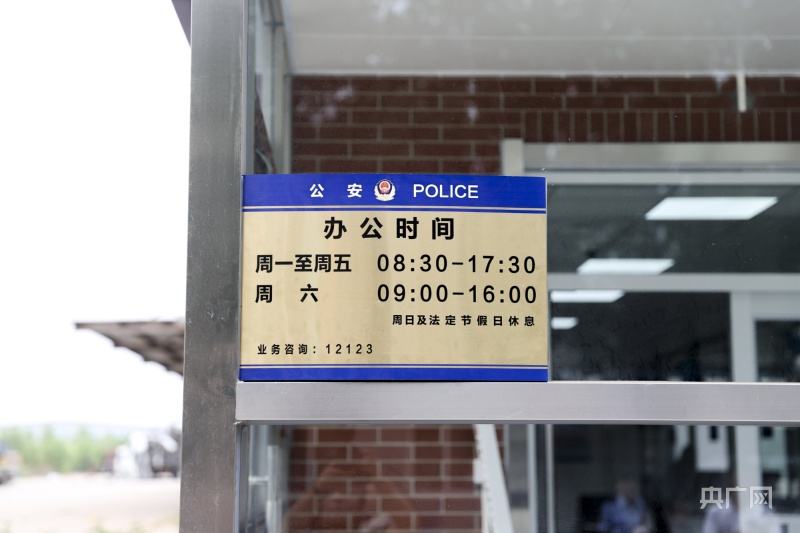 公安 POLICE
办公时间
周一至周五 08:30-17:30
周六 09:00-16:00
周日及法定节假日休息
业务咨询：12123
央广网